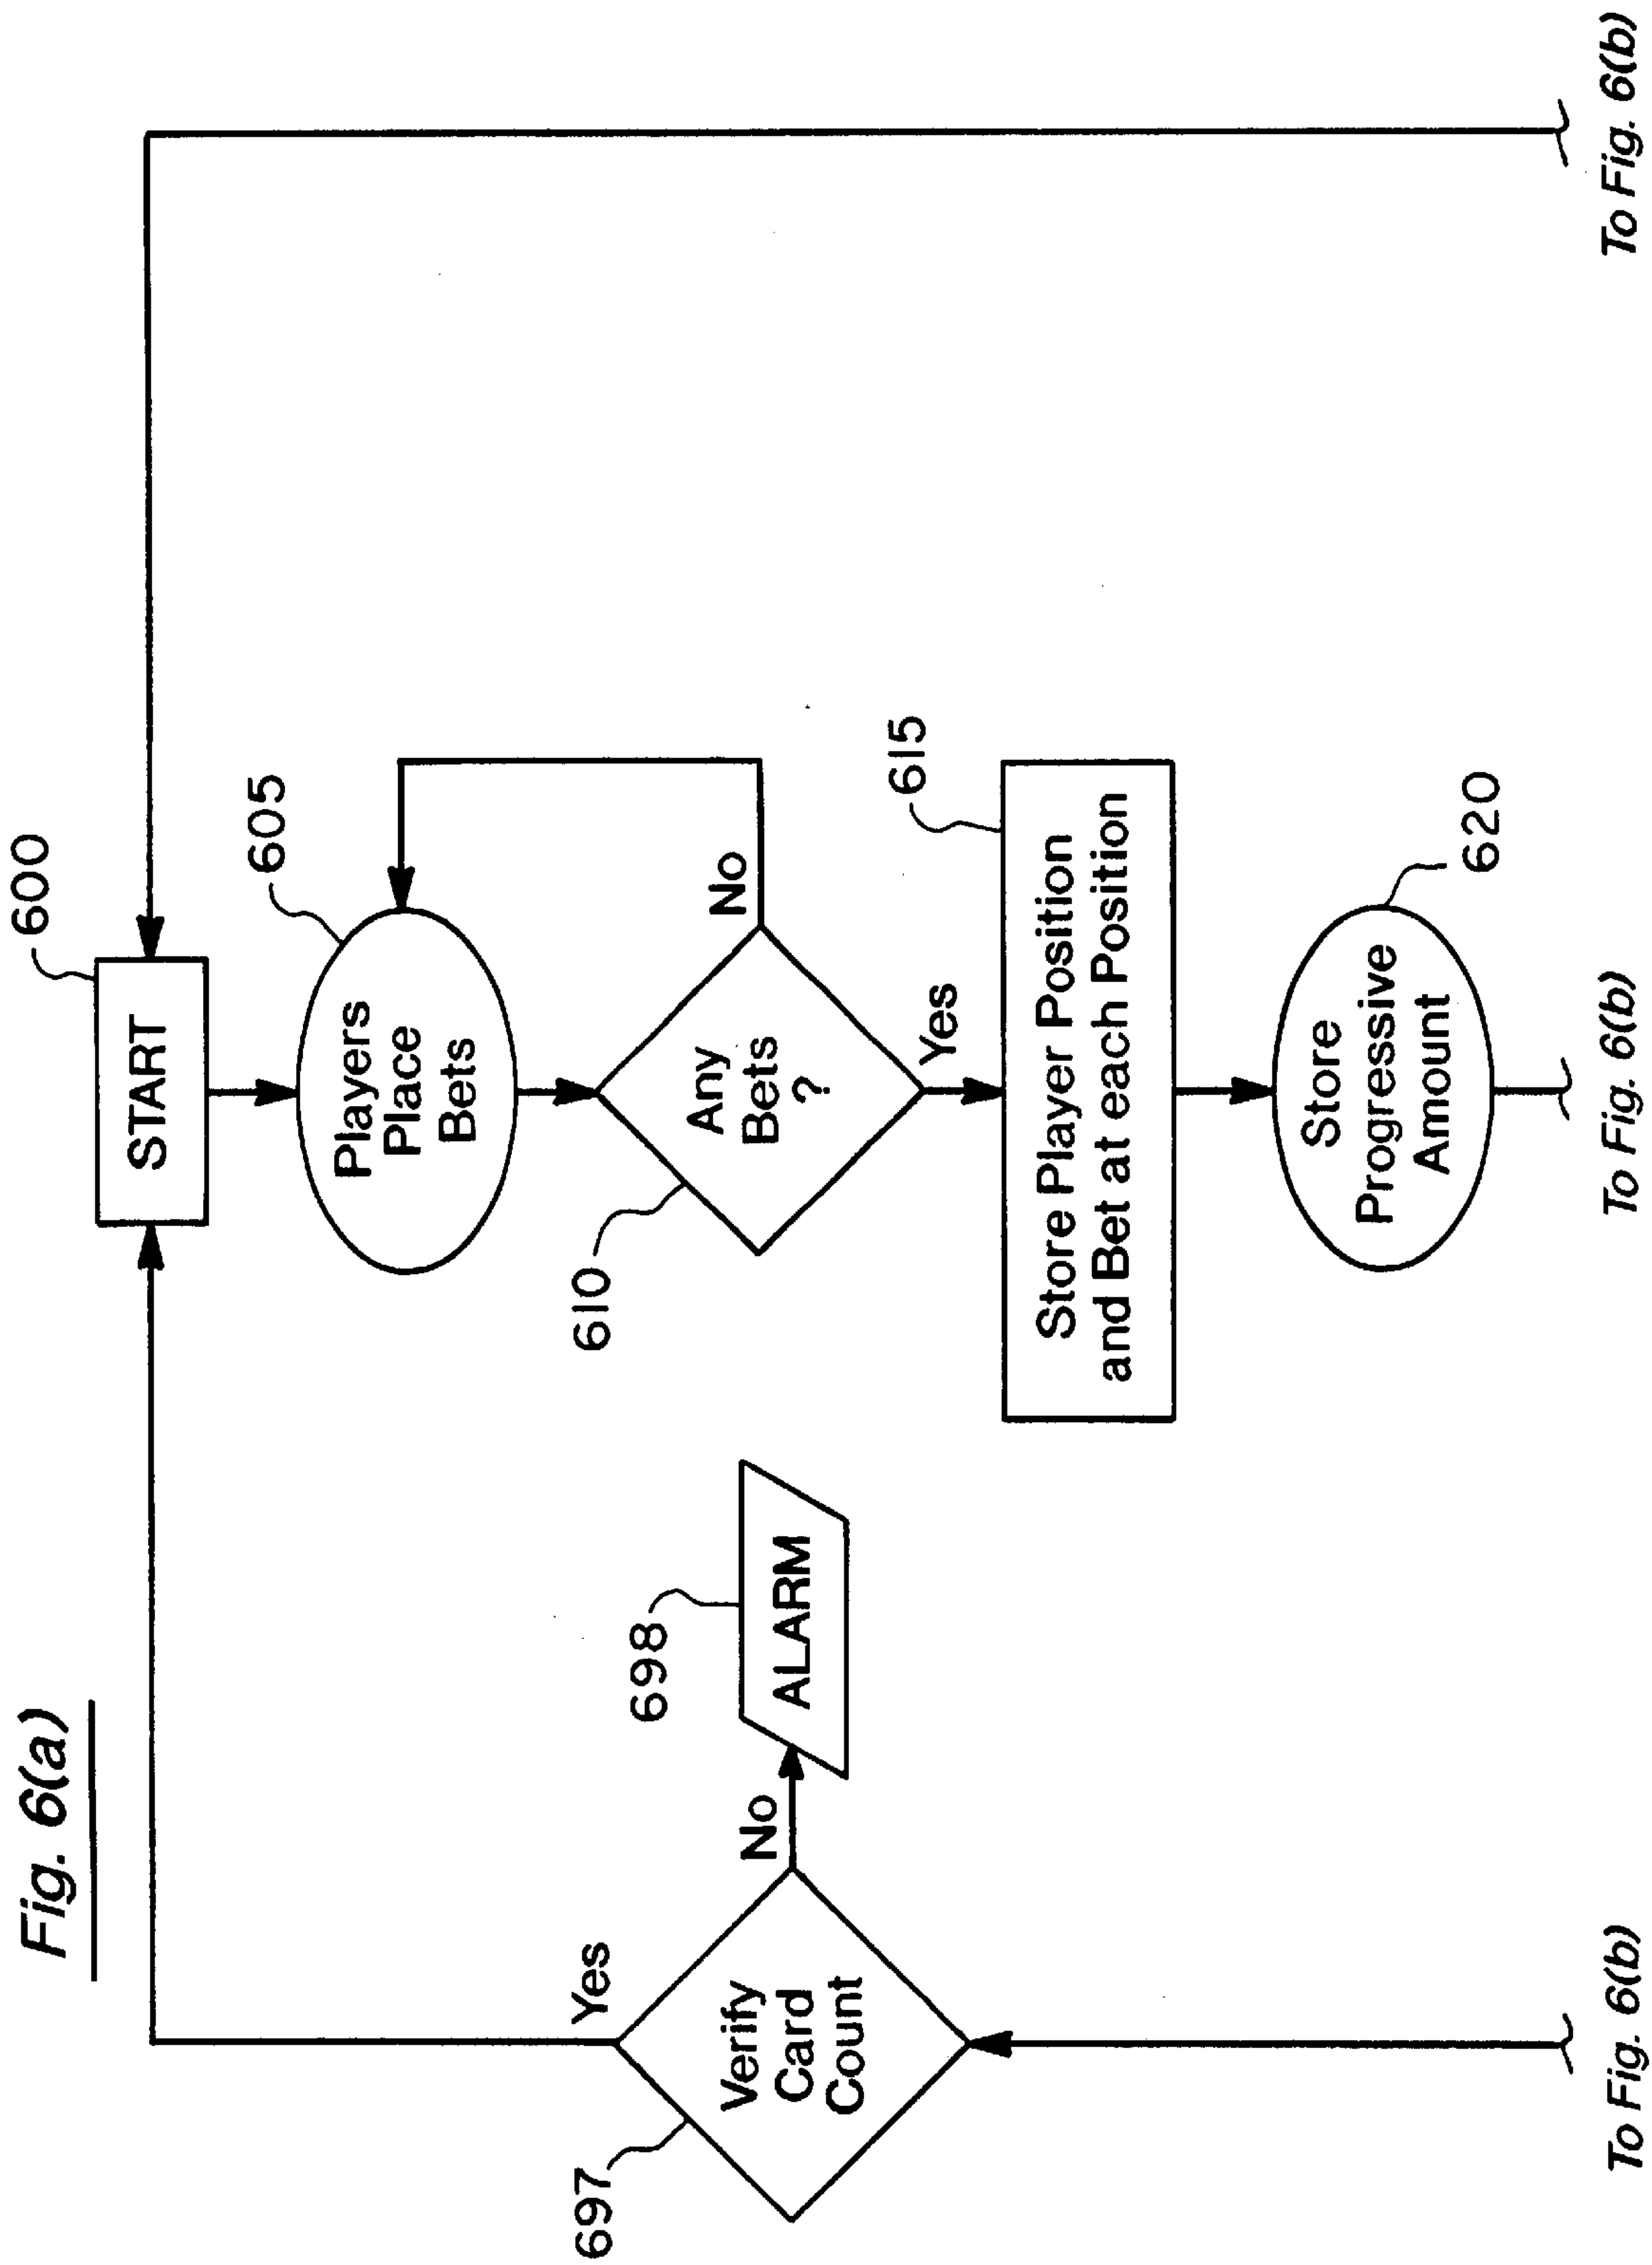 Fig. 6(a)
600
START
605
Players
Place
Bets
610
Any
Bets
?
No
Yes
615
Store Player Position
and Bet at each Position
620
Store
Progressive
Amount
697
Verify
Card
Count
Yes
No
698
ALARM
To Fig. 6(b)
To Fig. 6(b)
To Fig. 6(b)